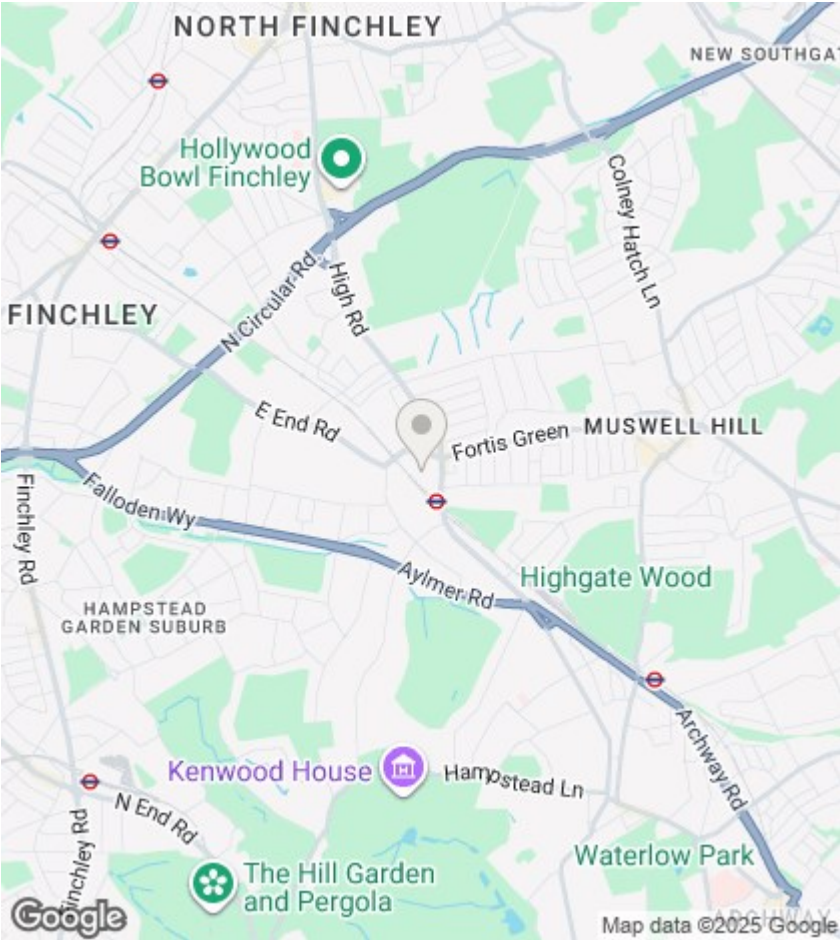 NORTH FINCHLEY
NEW SOUTHGAT
Hollywood
Bowl Finchley
Colney Hatch Ln
N Circular Rd
High Rd
FINCHLEY
E End Rd
Fortis Green
MUSWELL HILL
Finchley Rd
Falloden Wy
Aylmer Rd
Highgate Wood
HAMPSTEAD
GARDEN SUBURB
Archway Rd
Kenwood House
Hampstead Ln
N End Rd
Finchley Rd
The Hill Garden
and Pergola
Waterlow Park
ARCHWAY
Google
Map data ©2025 Google